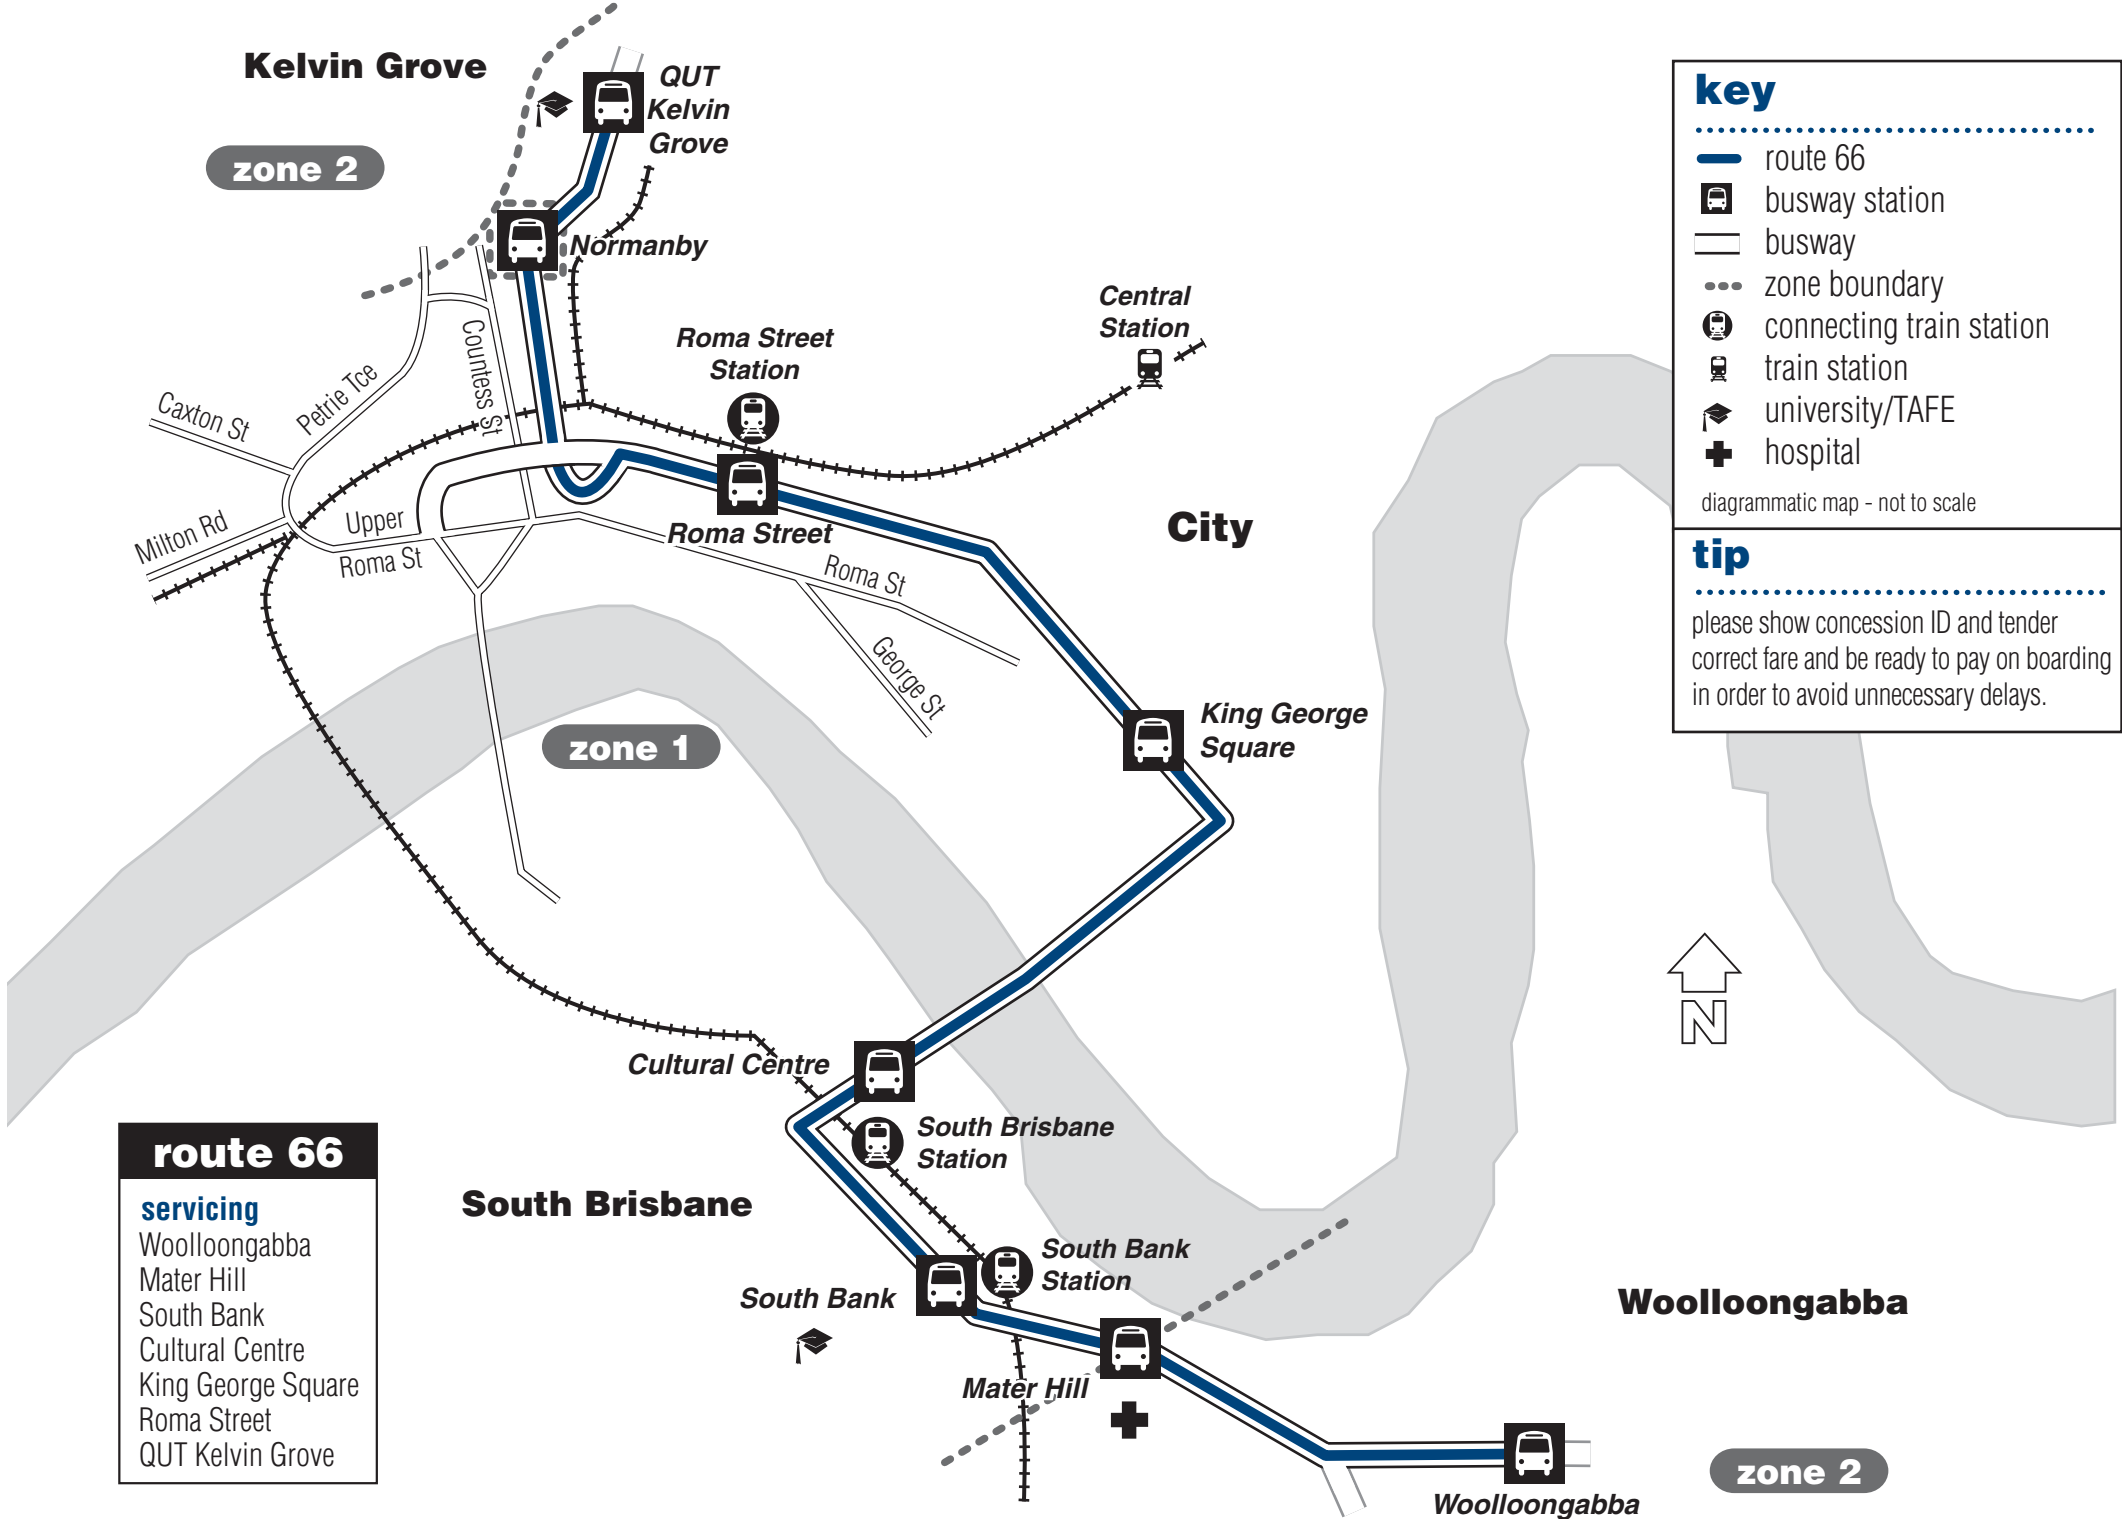 Kelvin Grove
zone 2
QUT
Kelvin
Grove
Normanby
Countess St
Petrie Tce
Caxton St
Milton Rd
Upper
Roma St
Roma Street
Station
Roma Street
Central
Station
City
Roma St
George St
zone 1
King George
Square
Cultural Centre
South Brisbane
Station
South Brisbane
South Bank
Station
South Bank
Mater Hill
Woolloongabba
Woolloongabba
zone 2
N
key
route 66
busway station
busway
zone boundary
connecting train station
train station
university/TAFE
hospital
diagrammatic map - not to scale
tip
please show concession ID and tender
correct fare and be ready to pay on boarding
in order to avoid unnecessary delays.
route 66
servicing
Woolloongabba
Mater Hill
South Bank
Cultural Centre
King George Square
Roma Street
QUT Kelvin Grove